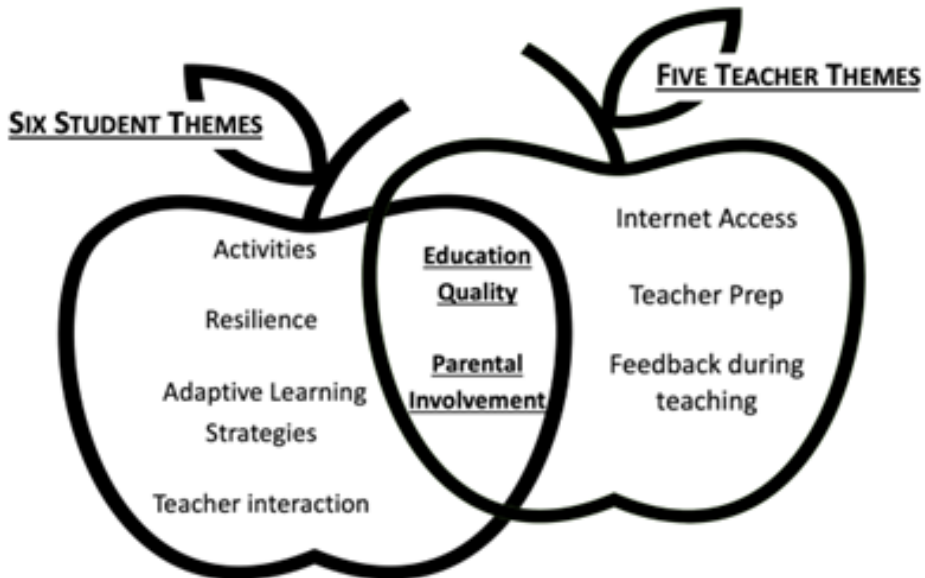 SIX STUDENT THEMES
Activities
Resilience
Adaptive Learning
Strategies
Teacher interaction
Education
Quality
Parental
Involvement
FIVE TEACHER THEMES
Internet Access
Teacher Prep
Feedback during
teaching